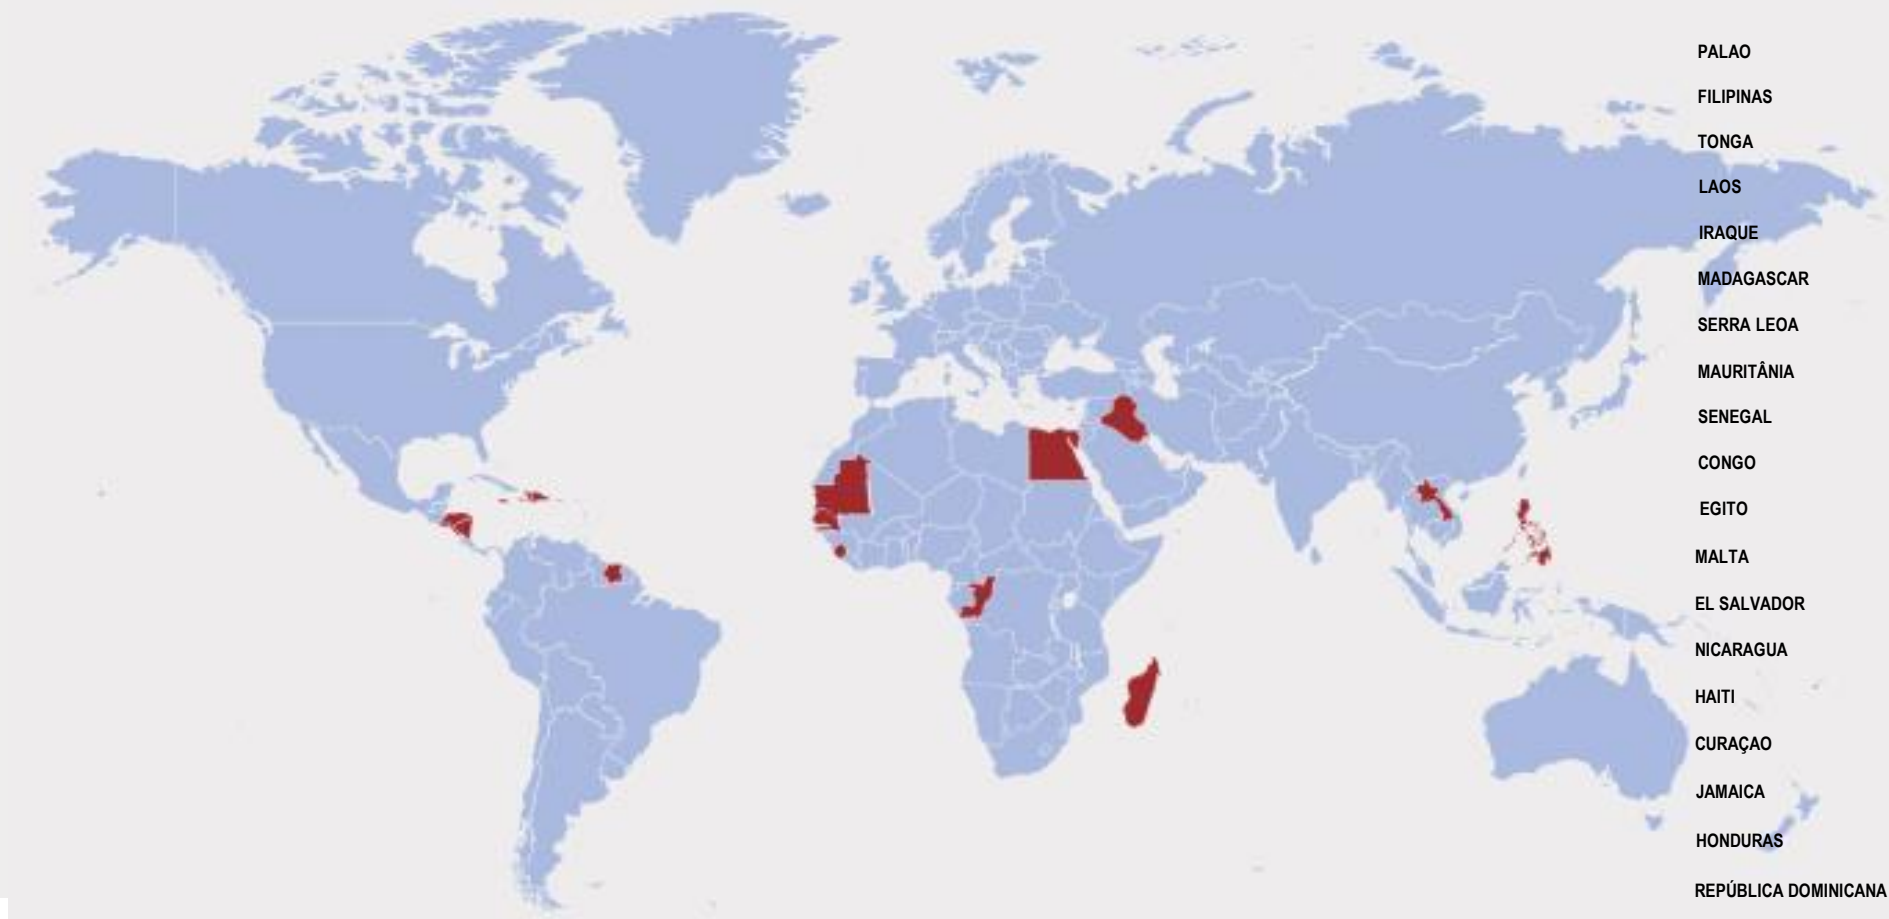 PALAO
FILIPINAS
TONGA
LAOS
IRAQUE
MADAGASCAR
SERRA LEOA
MAURITÂNIA
SENEGAL
CONGO
EGITO
MALTA
EL SALVADOR
NICARAGUA
HAITI
CURAÇAO
JAMAICA
HONDURAS
REPÚBLICA DOMINICANA